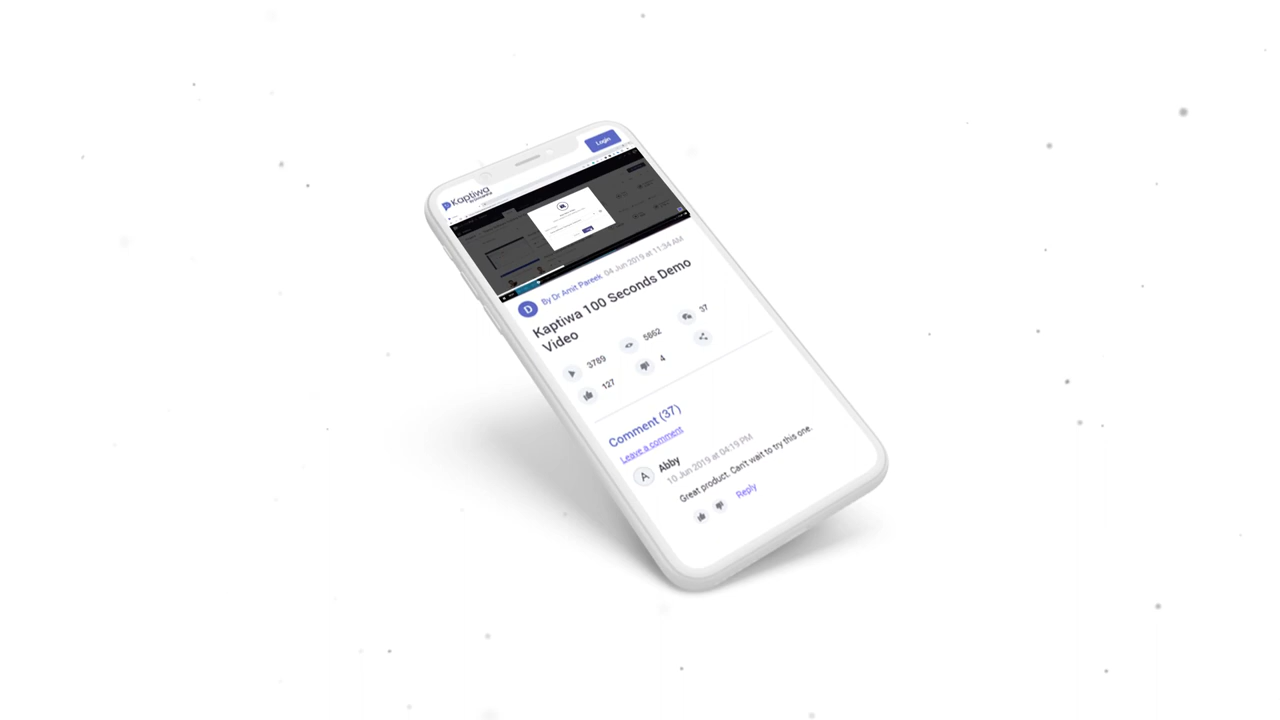 Login
Kaptiwa
D
By Dr Amit Pareek 04 Jun 2019 at 11:34 AM
Kaptiwa 100 Seconds Demo
Video
3789
5662
37
127
4
Comment (37)
Leave a comment
A
Abby
10 Jun 2019 at 04:19 PM
Great product. Can't wait to try this one.
Reply